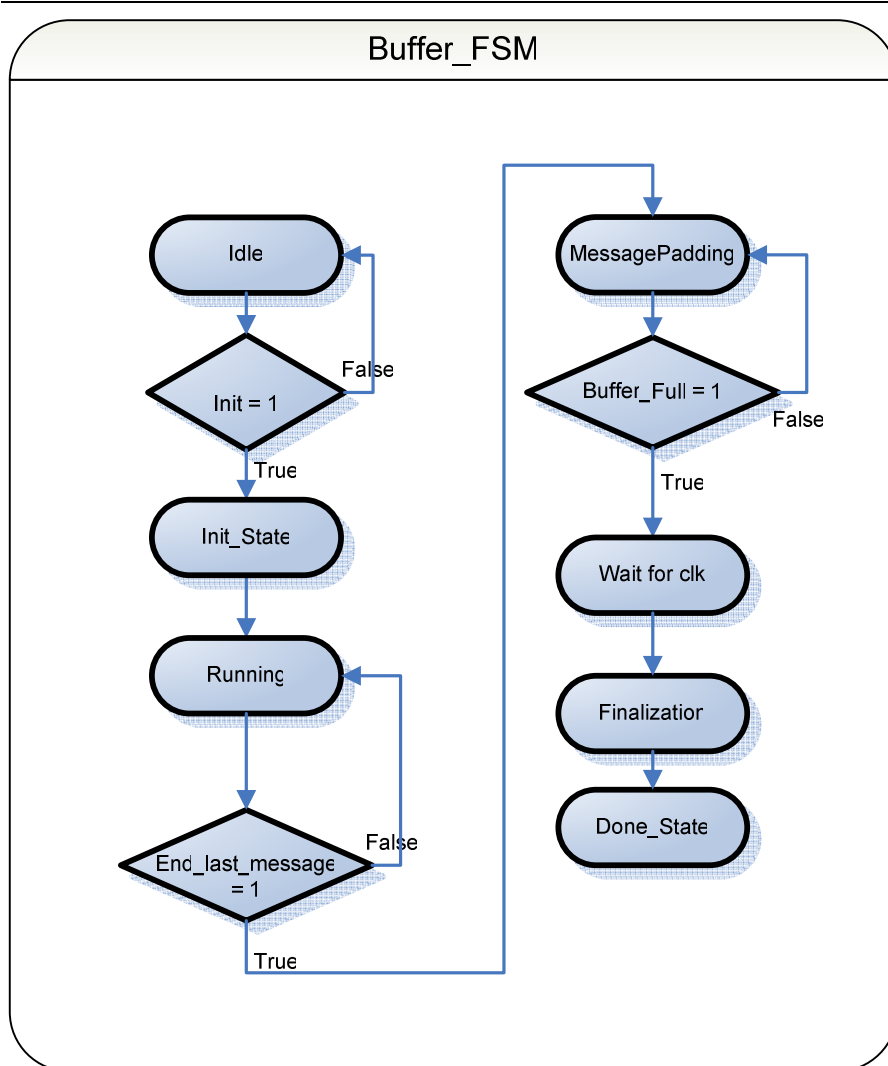 Buffer_FSM
Idle
False
Init = 1
True
Init_State
Running
False
End_last_message
= 1
True
MessagePadding
Buffer_Full = 1
False
True
Wait for clk
Finalization
Done_State